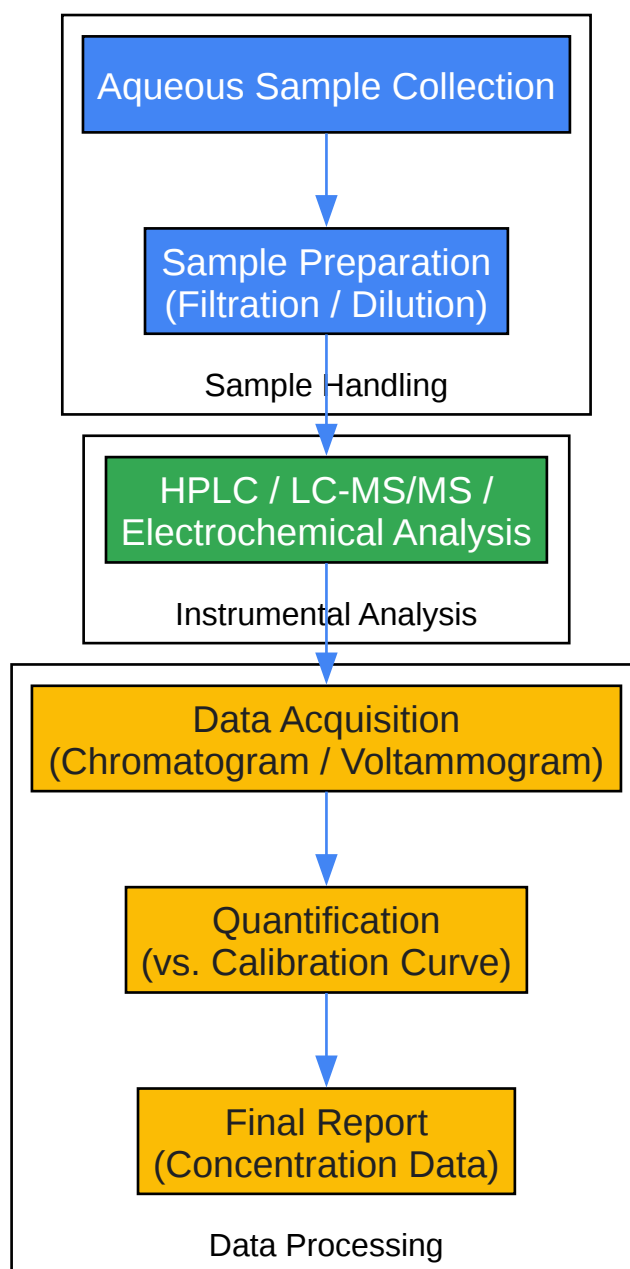 Aqueous Sample Collection
Sample Preparation
(Filtration / Dilution)
Sample Handling
HPLC / LC-MS/MS /
Electrochemical Analysis
Instrumental Analysis
Data Acquisition
(Chromatogram / Voltammogram)
Quantification
(vs. Calibration Curve)
Final Report
(Concentration Data)
Data Processing